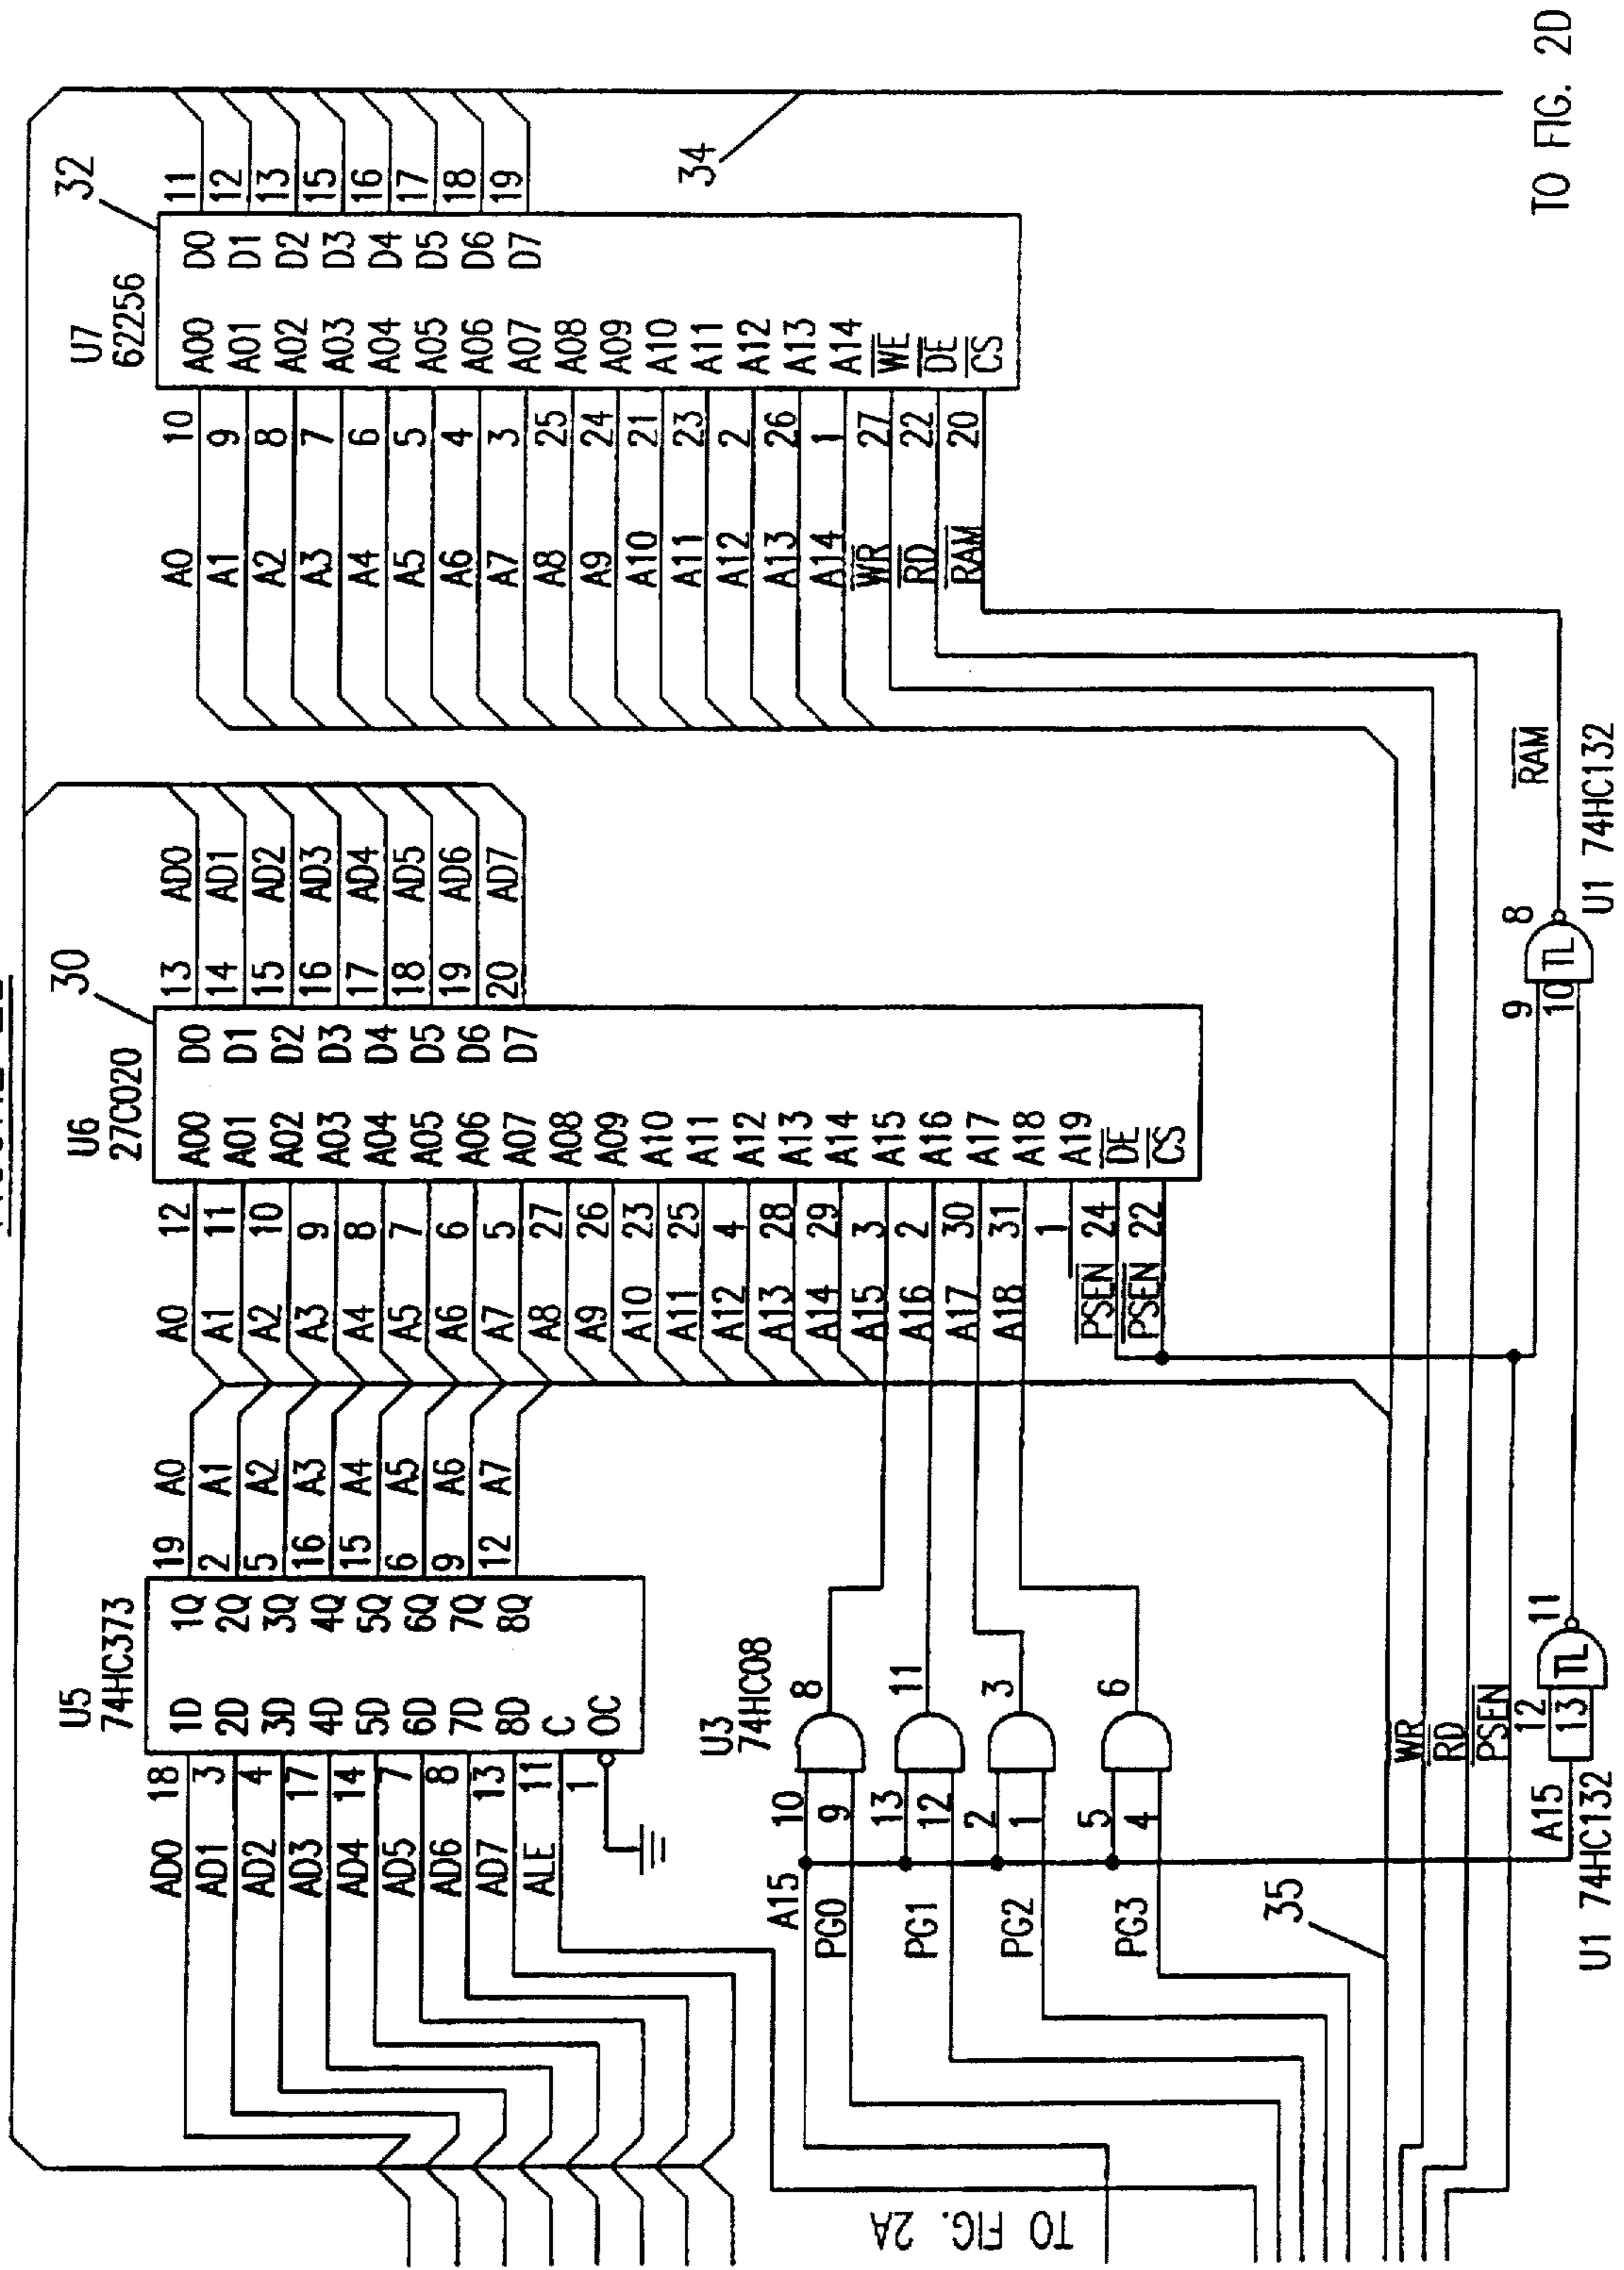 U5
74HC373
18 1D 1Q 19
3 2D 2Q 2
4 3D 3Q 5
17 4D 4Q 16
14 5D 5Q 15
7 6D 6Q 6
8 7D 7Q 9
13 8D 8Q 12
11 C
1 OC
AD0
AD1
AD2
AD3
AD4
AD5
AD6
AD7
ALE
A0
A1
A2
A3
A4
A5
A6
A7
U6
27C020
30
A0 12 A00 D0 13 AD0
A1 11 A01 D1 14 AD1
A2 10 A02 D2 15 AD2
A3 9 A03 D3 16 AD3
A4 8 A04 D4 17 AD4
A5 7 A05 D5 18 AD5
A6 6 A06 D6 19 AD6
A7 5 A07 D7 20 AD7
A8 27 A08
A9 26 A09
A10 23 A10
A11 25 A11
A12 4 A12
A13 28 A13
A14 29 A14
A15 3 A15
A16 2 A16
A17 30 A17
A18 31 A18
1 A19
PSEN 24 DE
PSEN 22 CS
U7
62256
32
A0 10 A00 D0 11
A1 9 A01 D1 12
A2 8 A02 D2 13
A3 7 A03 D3 15
A4 6 A04 D4 16
A5 5 A05 D5 17
A6 4 A06 D6 18
A7 3 A07 D7 19
A8 25 A08
A9 24 A09
A10 21 A10
A11 23 A11
A12 2 A12
A13 26 A13
A14 1 A14
WR 27 WE
RD 22 DE
RAM 20 CS
34
U3
74HC08
A15 10 8
PG0 9
13 11
PG1 12
2 3
PG2 1
5 6
PG3 4
TO FIG. 2A
35
WR
RD
PSEN
A15 12 13 11
U1 74HC132
9 10 8
RAM
U1 74HC132
TO FIG. 2D